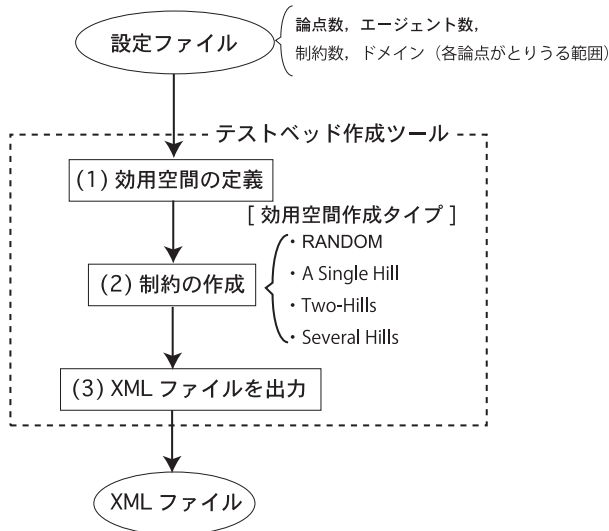 設定ファイル
論点数，エージェント数，
制約数，ドメイン（各論点がとりうる範囲）
テストベッド作成ツール
(1) 効用空間の定義
[ 効用空間作成タイプ ]
・RANDOM
(2) 制約の作成
・A Single Hill
・Two-Hills
・Several Hills
(3) XML ファイルを出力
XML ファイル